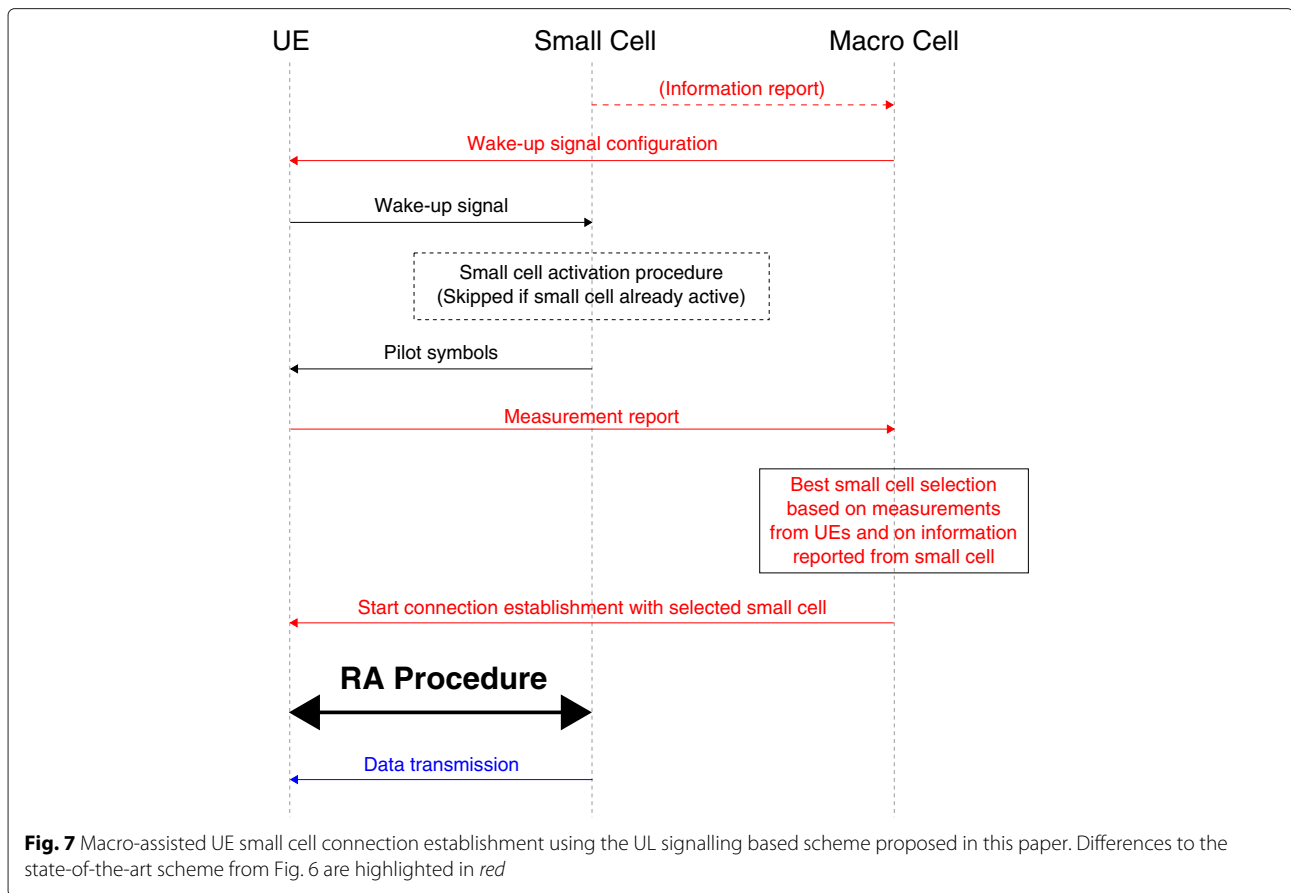 UE Small Cell Macro Cell
(Information report)
Wake-up signal configuration
Wake-up signal
Small cell activation procedure
(Skipped if small cell already active)
Pilot symbols
Measurement report
Best small cell selection
based on measurements
from UEs and on information
reported from small cell
Start connection establishment with selected small cell
RA Procedure
Data transmission
Fig. 7 Macro-assisted UE small cell connection establishment using the UL signalling based scheme proposed in this paper. Differences to the
state-of-the-art scheme from Fig. 6 are highlighted in red